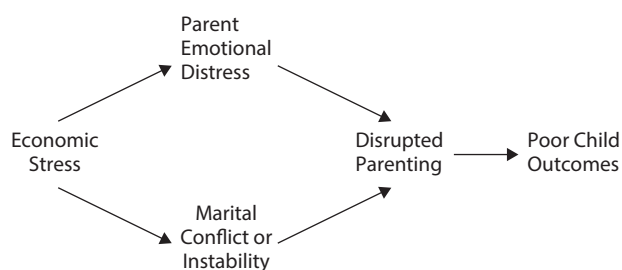 Parent
Emotional
Distress
Economic
Stress
Disrupted
Parenting
Poor Child
Outcomes
Marital
Conflict or
Instability